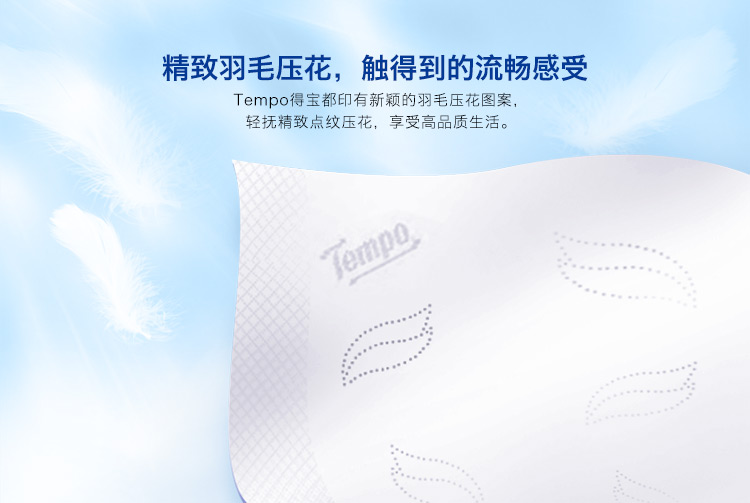 精致羽毛压花，触得到的流畅感受
Tempo得宝都印有新颖的羽毛压花图案，
轻抚精致点纹压花，享受高品质生活。
Tempo